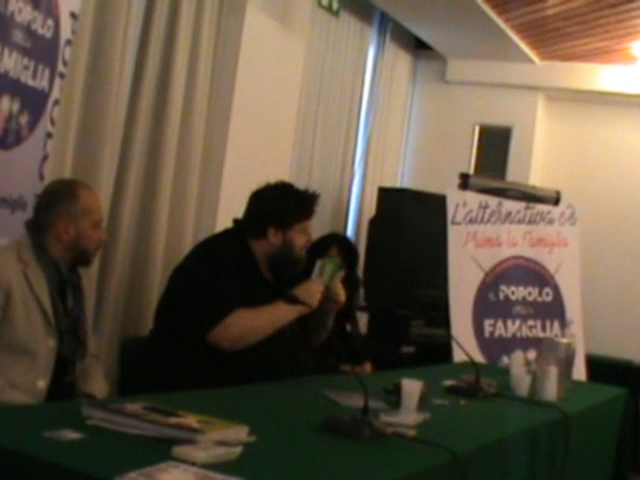 POPOLO
FAMIGLIA
L'alternativa c'è
Prima la Famiglia
IL POPOLO
DELLA
FAMIGLIA